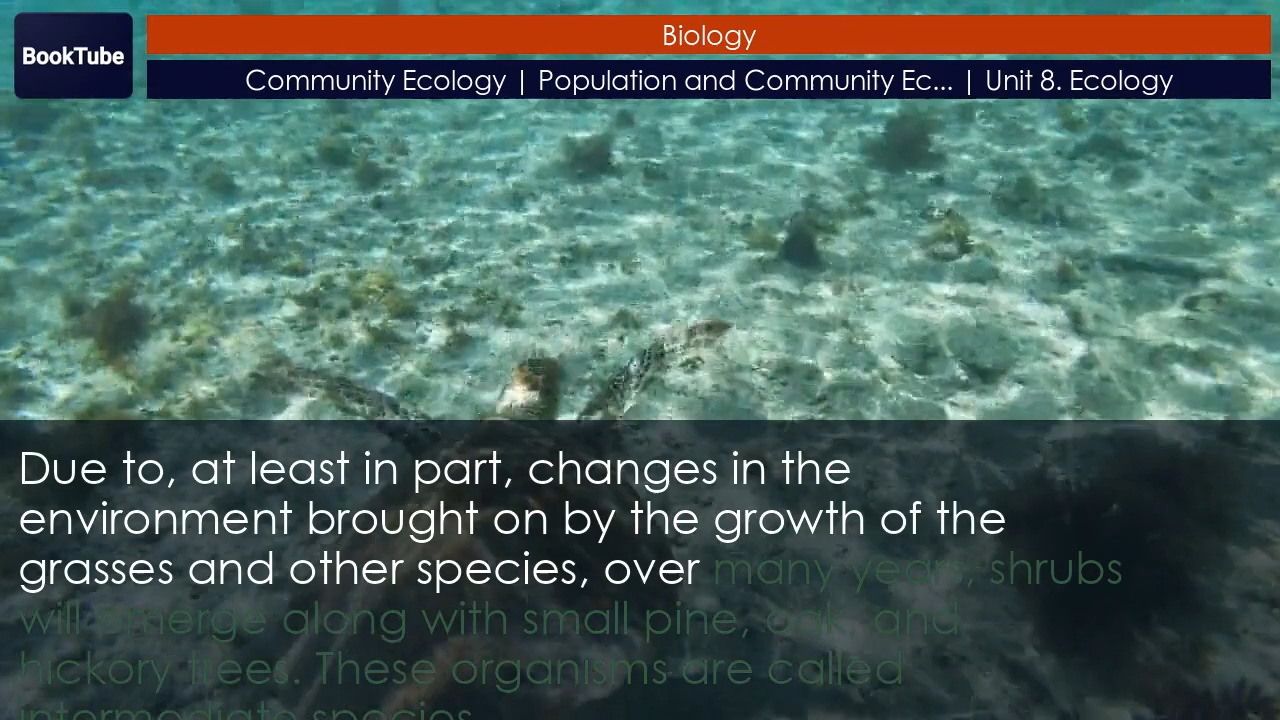 BookTube
Biology
Community Ecology | Population and Community Ec... | Unit 8. Ecology
Due to, at least in part, changes in the
environment brought on by the growth of the
grasses and other species, over many years, shrubs
will emerge along with small pine, oak, and
hickory trees. These organisms are called
intermediate species.